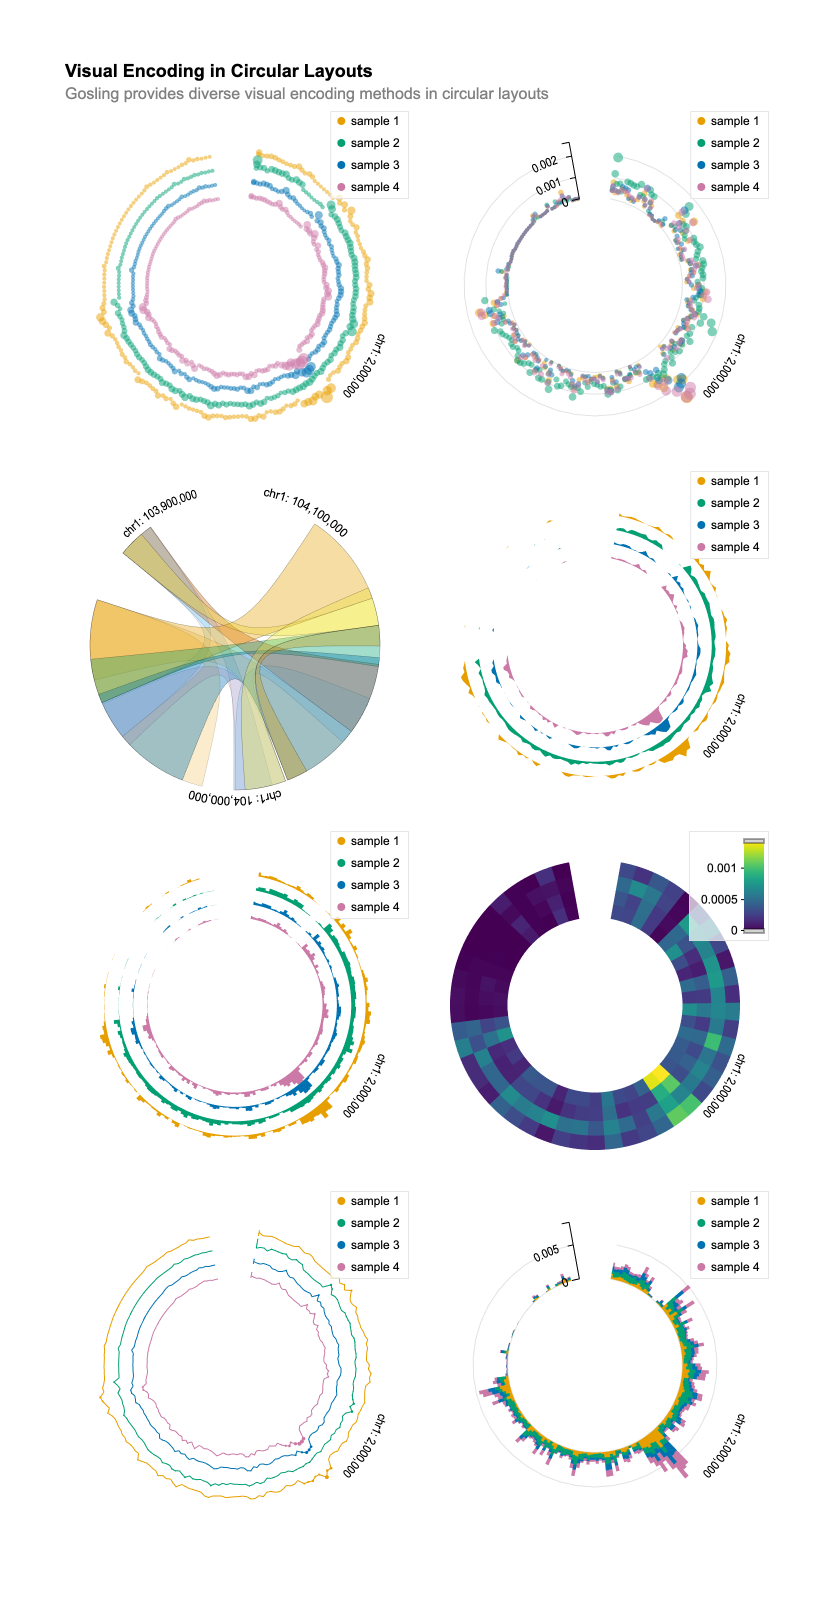 Visual Encoding in Circular Layouts
Gosling provides diverse visual encoding methods in circular layouts
sample 1
sample 2
sample 3
sample 4
chr1: 2,000,000
0.002
0.001
0
sample 1
sample 2
sample 3
sample 4
chr1: 2,000,000
chr1: 103,900,000
chr1: 104,100,000
chr1: 104,000,000
sample 1
sample 2
sample 3
sample 4
chr1: 2,000,000
sample 1
sample 2
sample 3
sample 4
chr1: 2,000,000
0.001
0.0005
0
chr1: 2,000,000
sample 1
sample 2
sample 3
sample 4
chr1: 2,000,000
0.005
0
sample 1
sample 2
sample 3
sample 4
chr1: 2,000,000